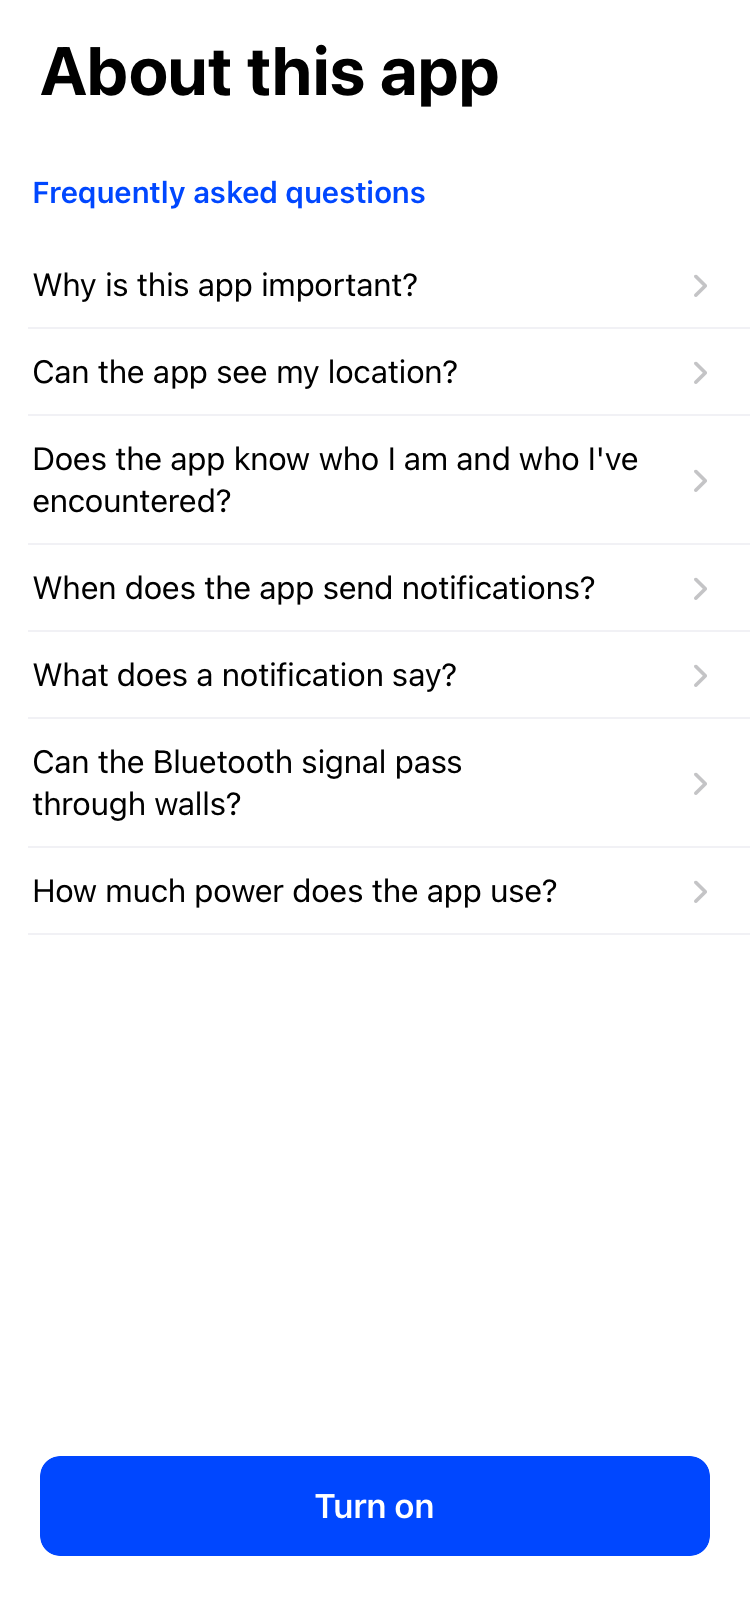 About this app
Frequently asked questions
Why is this app important?
Can the app see my location?
Does the app know who I am and who I've
encountered?
When does the app send notifications?
What does a notification say?
Can the Bluetooth signal pass
through walls?
How much power does the app use?
Turn on